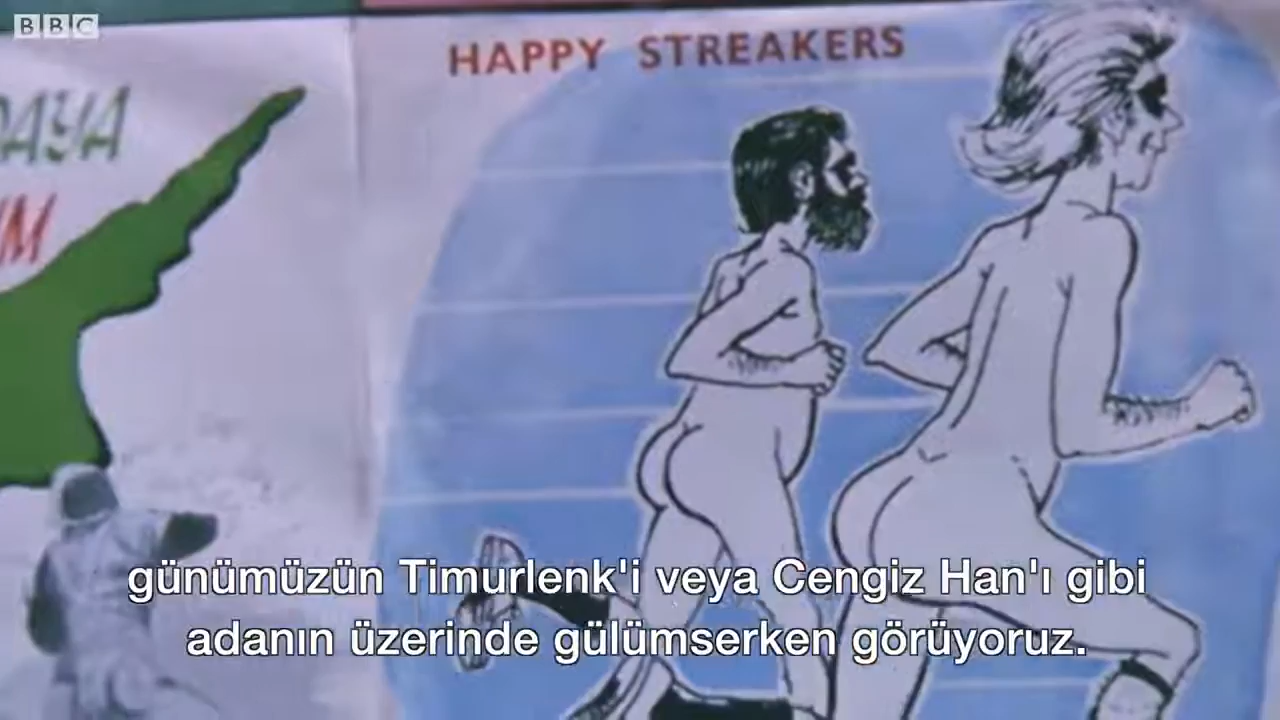 BBC
HAPPY STREAKERS
günümüzün Timurlenk'i veya Cengiz Han'ı gibi
adanın üzerinde gülümserken görüyoruz.